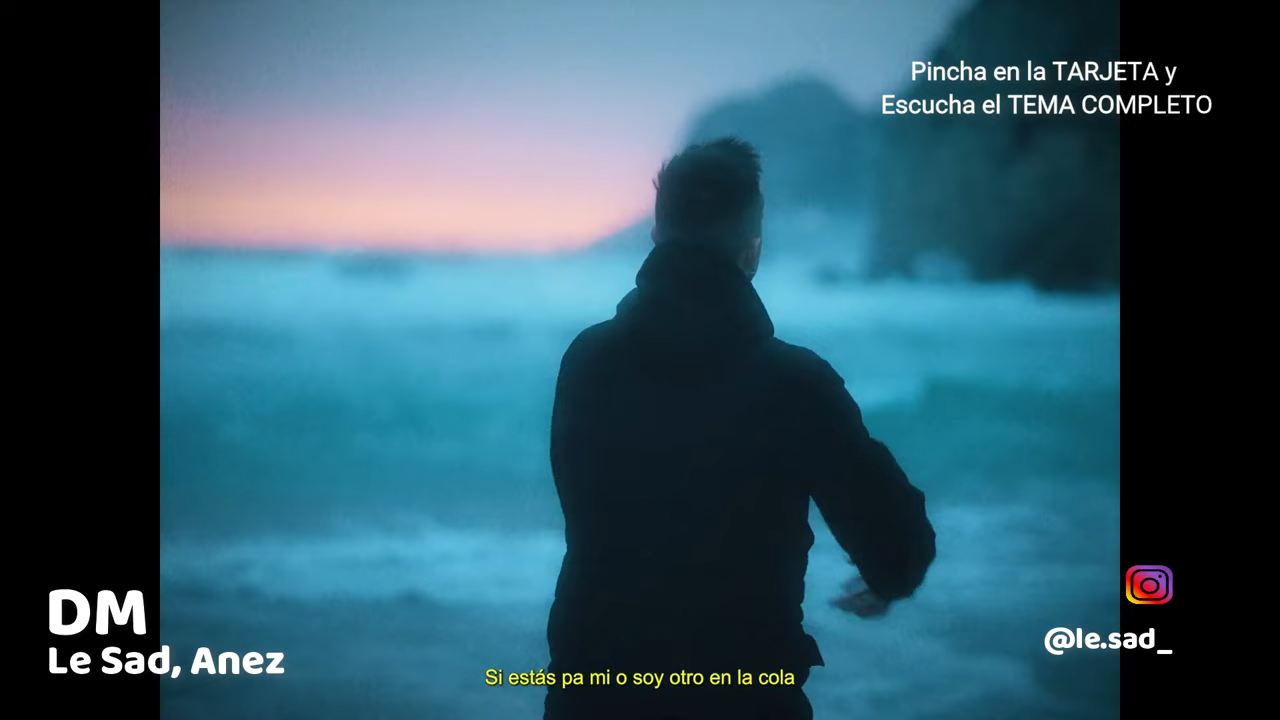 Pincha en la TARJETA y
Escucha el TEMA COMPLETO
DM
Le Sad, Anez
@le.sad_
Si estás pa mi o soy otro en la cola